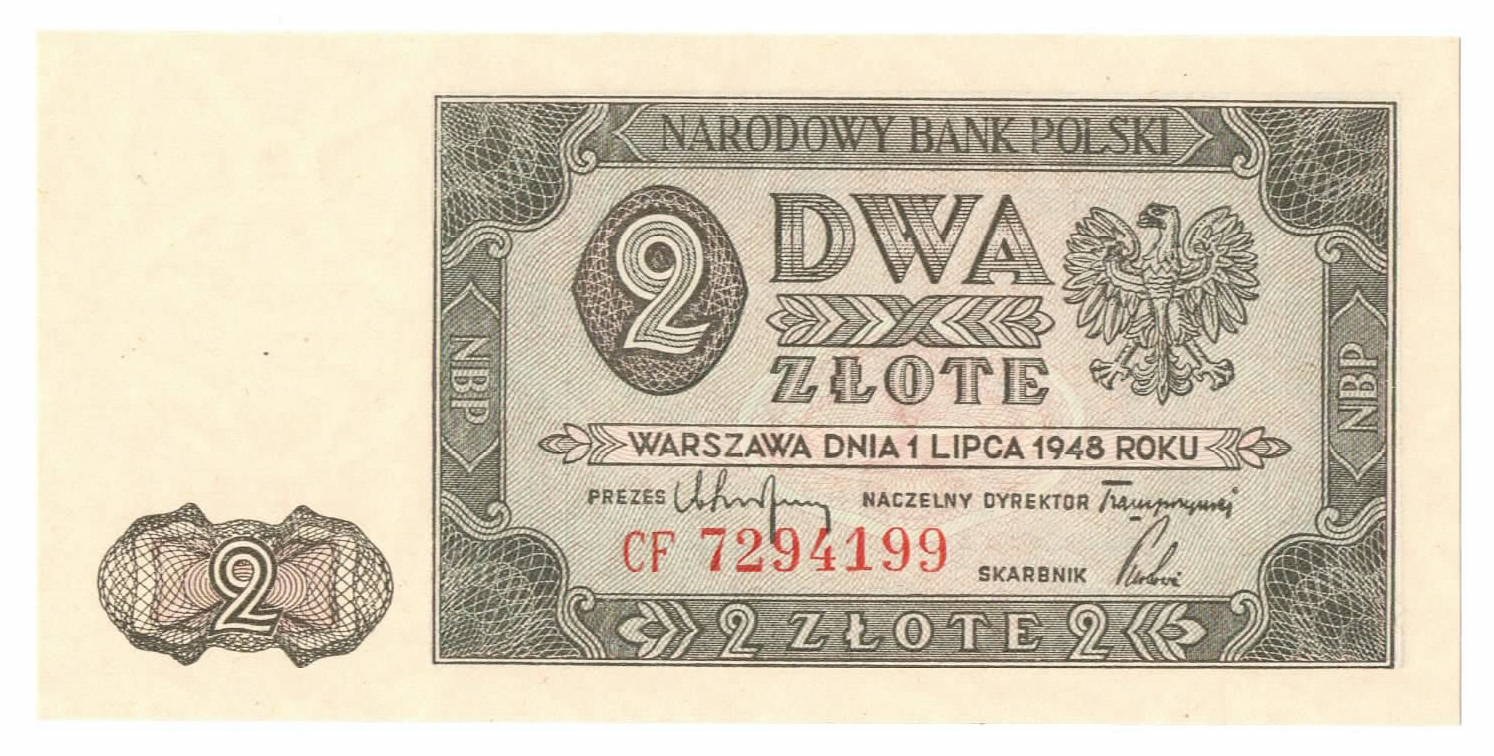 NARODOWY BANK POLSKI
2
DWA
ZŁOTE
NBP
NBP
WARSZAWA DNIA 1 LIPCA 1948 ROKU
PREZES NACZELNY DYREKTOR
CF 7294199
SKARBNIK
2
2 ZŁOTE 2